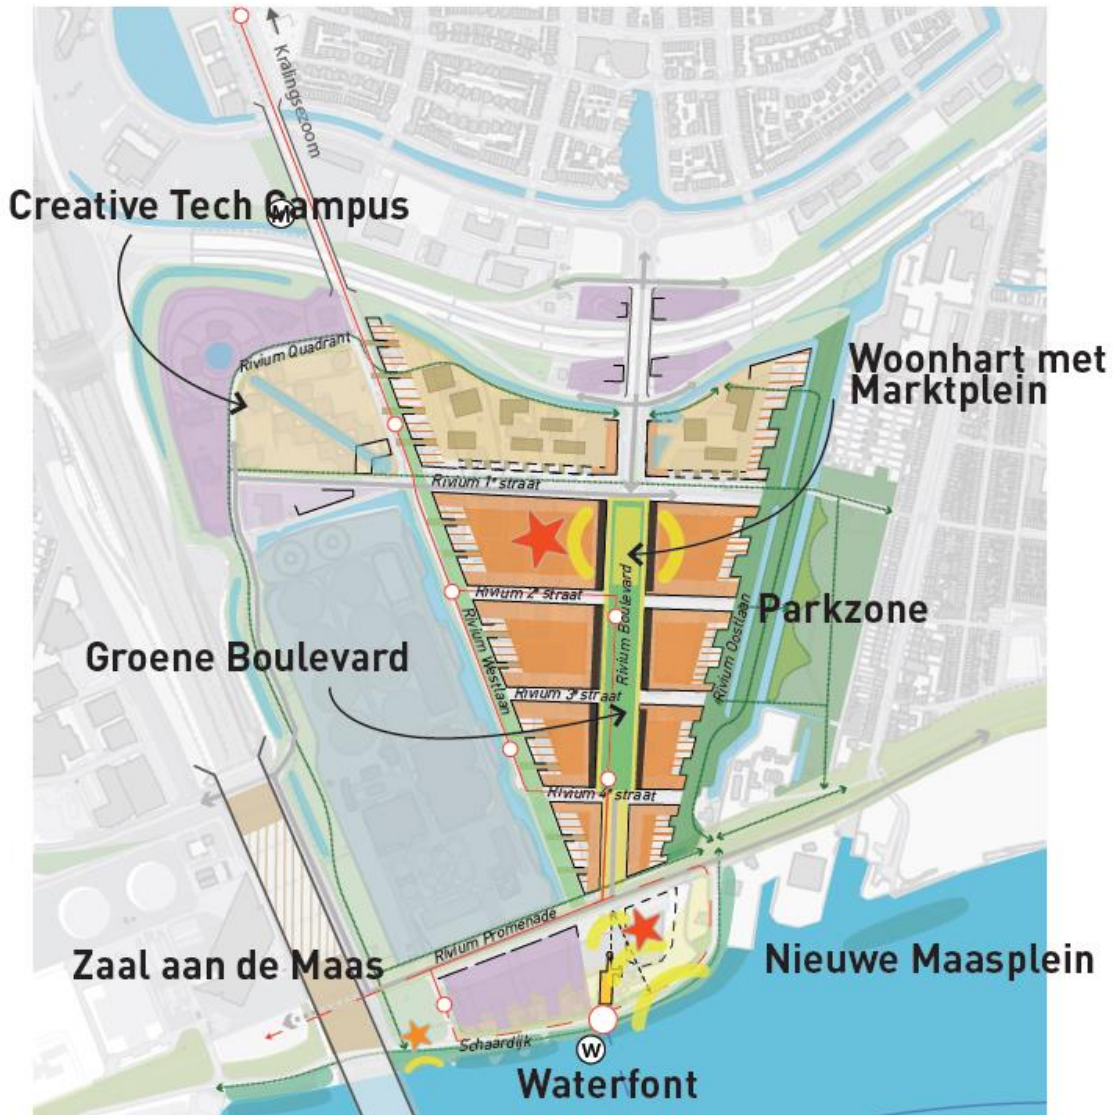 Kralingsezoom
Creative Tech Campus
M
Rivium Quadrant
Woonhart met
Marktplein
Rivium 1e straat
Rivium 2e straat
Rivium Boulevard
Parkzone
Rivium Oostlaan
Groene Boulevard
Rivium Westlaan
Rivium 3e straat
Rivium 4e straat
Rivium Promenade
Zaal aan de Maas
Nieuwe Maasplein
Schaardijk
W
Waterfont